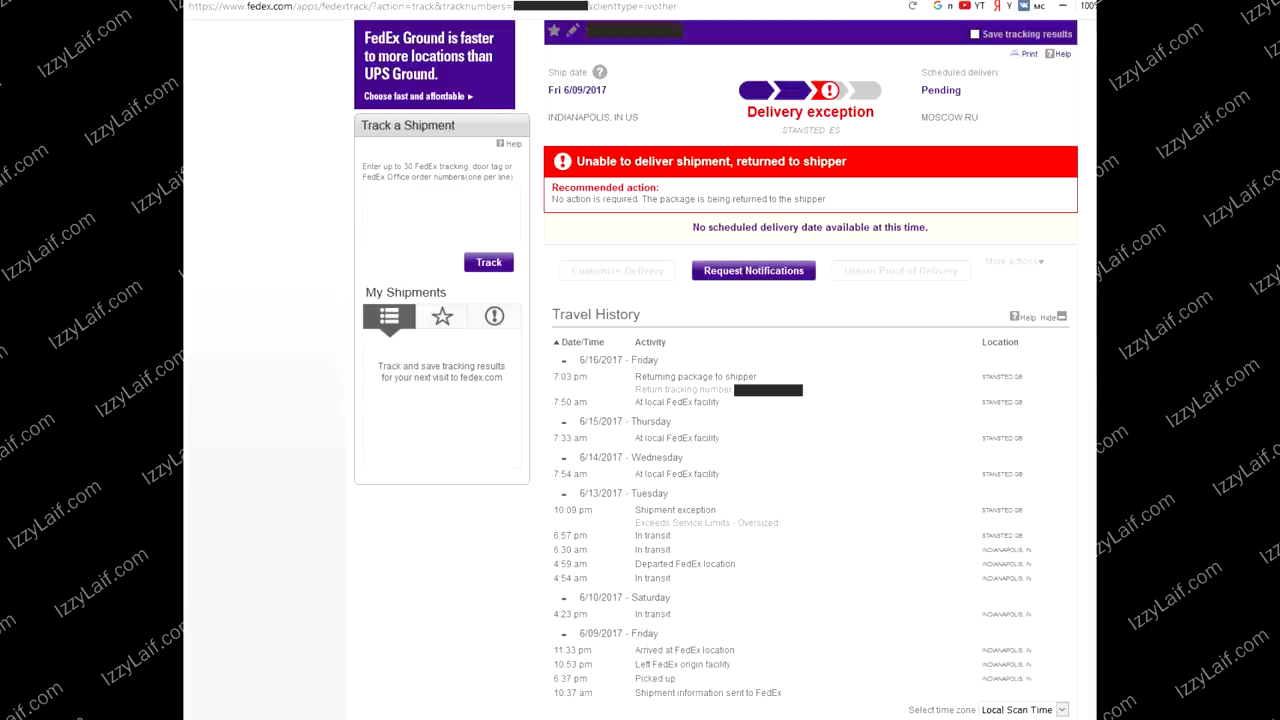 https://www.fedex.com/apps/fedextrack/?action=track&tracknumbers= &clienttype=ivother
YT
Y
мс
100%
FedEx Ground is faster
to more locations than
UPS Ground.
Choose fast and affordable ►
Track a Shipment
Help
Enter up to 30 FedEx tracking, door tag or
FedEx Office order numbers(one per line)
Track
My Shipments
Track and save tracking results
for your next visit to fedex.com
Save tracking results
Print Help
Ship date ?
Fri 6/09/2017
INDIANAPOLIS, IN US
Delivery exception
STANSTED, ES
Scheduled delivery:
Pending
MOSCOW RU
Unable to deliver shipment, returned to shipper
Recommended action:
No action is required. The package is being returned to the shipper
No scheduled delivery date available at this time.
Customize Delivery Request Notifications Obtain Proof of Delivery More actions▼
Travel History Help Hide
▲ Date/Time Activity Location
- 6/16/2017 - Friday
7:03 pm Returning package to shipper STANSTED GB
Return tracking number
7:50 am At local FedEx facility STANSTED GB
- 6/15/2017 - Thursday
7:33 am At local FedEx facility STANSTED GB
- 6/14/2017 - Wednesday
7:54 am At local FedEx facility STANSTED GB
- 6/13/2017 - Tuesday
10:09 pm Shipment exception STANSTED GB
Exceeds Service Limits - Oversized
6:57 pm In transit STANSTED GB
6:30 am In transit INDIANAPOLIS, IN
4:59 am Departed FedEx location INDIANAPOLIS, IN
4:54 am In transit INDIANAPOLIS, IN
- 6/10/2017 - Saturday
4:23 pm In transit INDIANAPOLIS, IN
- 6/09/2017 - Friday
11:33 pm Arrived at FedEx location INDIANAPOLIS, IN
10:53 pm Left FedEx origin facility INDIANAPOLIS, IN
6:37 pm Picked up INDIANAPOLIS, IN
10:37 am Shipment information sent to FedEx
Select time zone Local Scan Time
IzzyLaif.com